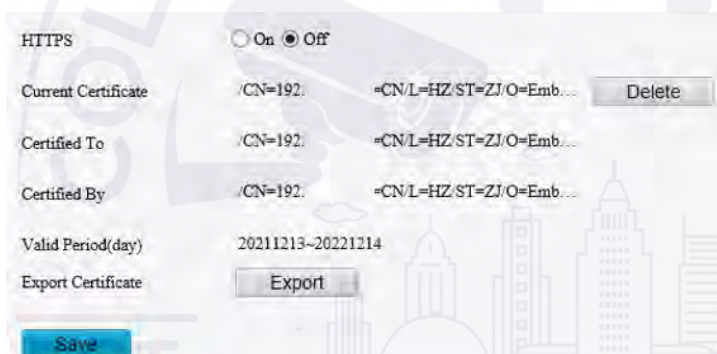 HTTPS On Off
Current Certificate /CN=192. =CN/L=HZ/ST=ZJ/O=Emb... Delete
Certified To /CN=192. =CN/L=HZ/ST=ZJ/O=Emb...
Certified By /CN=192. =CN/L=HZ/ST=ZJ/O=Emb...
Valid Period(day) 20211213~20221214
Export Certificate Export
Save